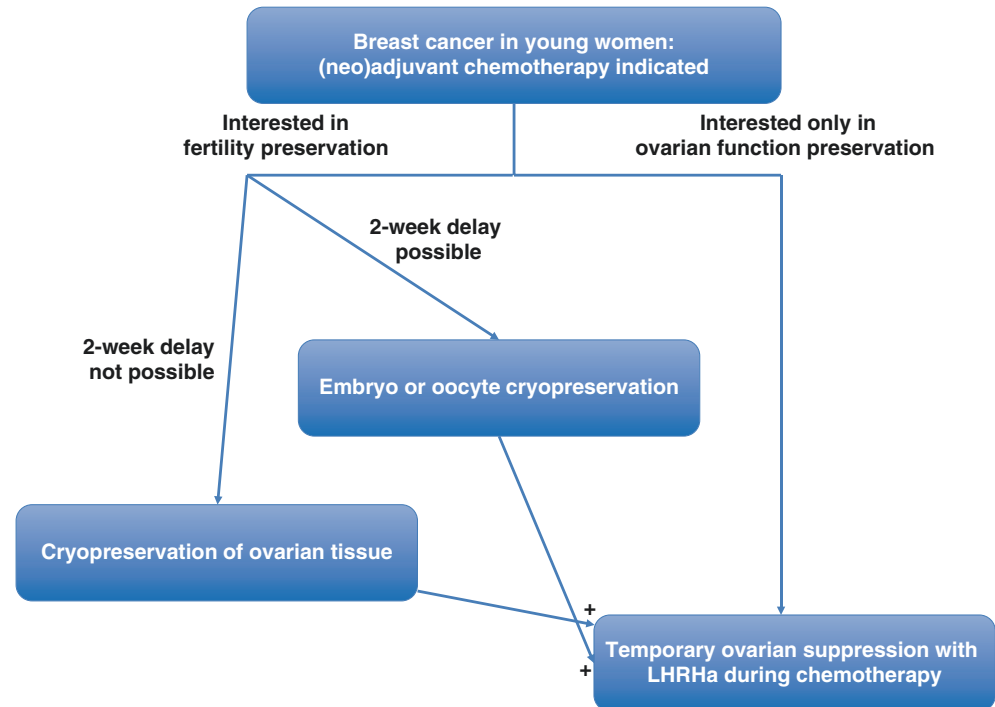 Breast cancer in young women:
(neo)adjuvant chemotherapy indicated
Interested in
fertility preservation
Interested only in
ovarian function preservation
2-week delay
possible
2-week delay
not possible
Embryo or oocyte cryopreservation
Cryopreservation of ovarian tissue
+
+
Temporary ovarian suppression with
LHRHa during chemotherapy